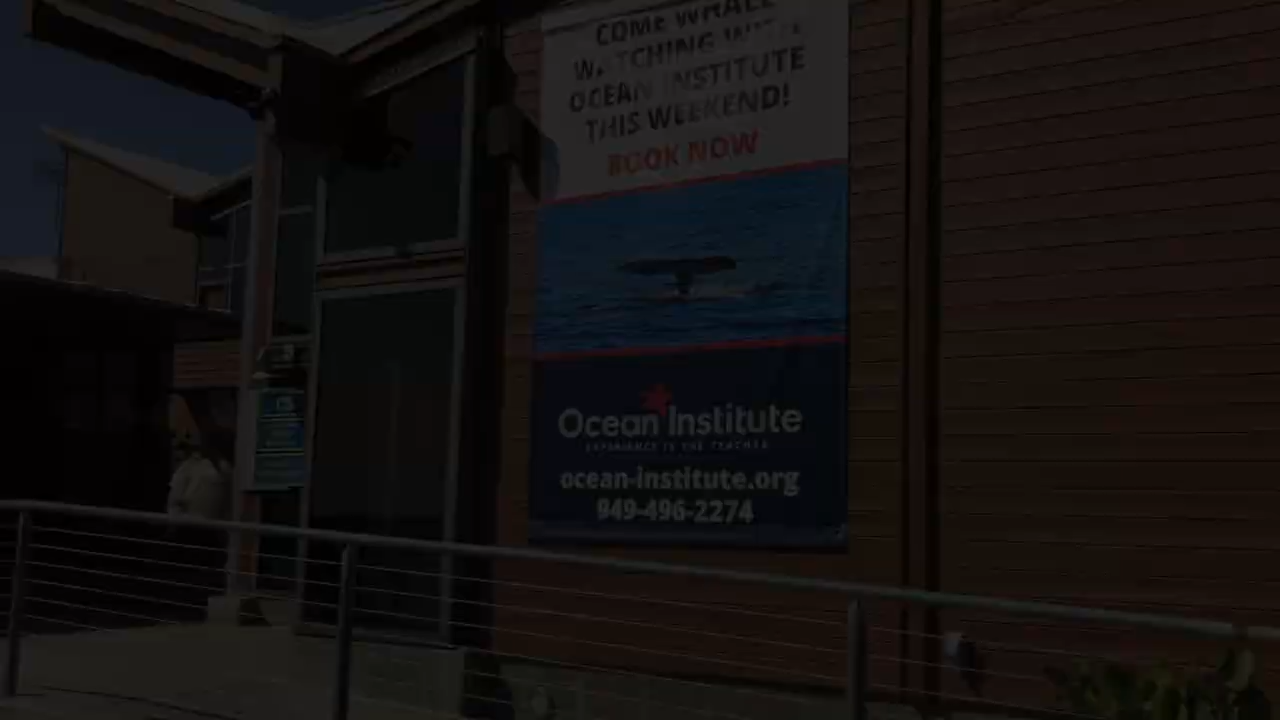 COME WHALE
WATCHING WITH
OCEAN INSTITUTE
THIS WEEKEND!
BOOK NOW
Ocean Institute
EXPERIENCE IS THE TEACHER
ocean-institute.org
949-496-2274